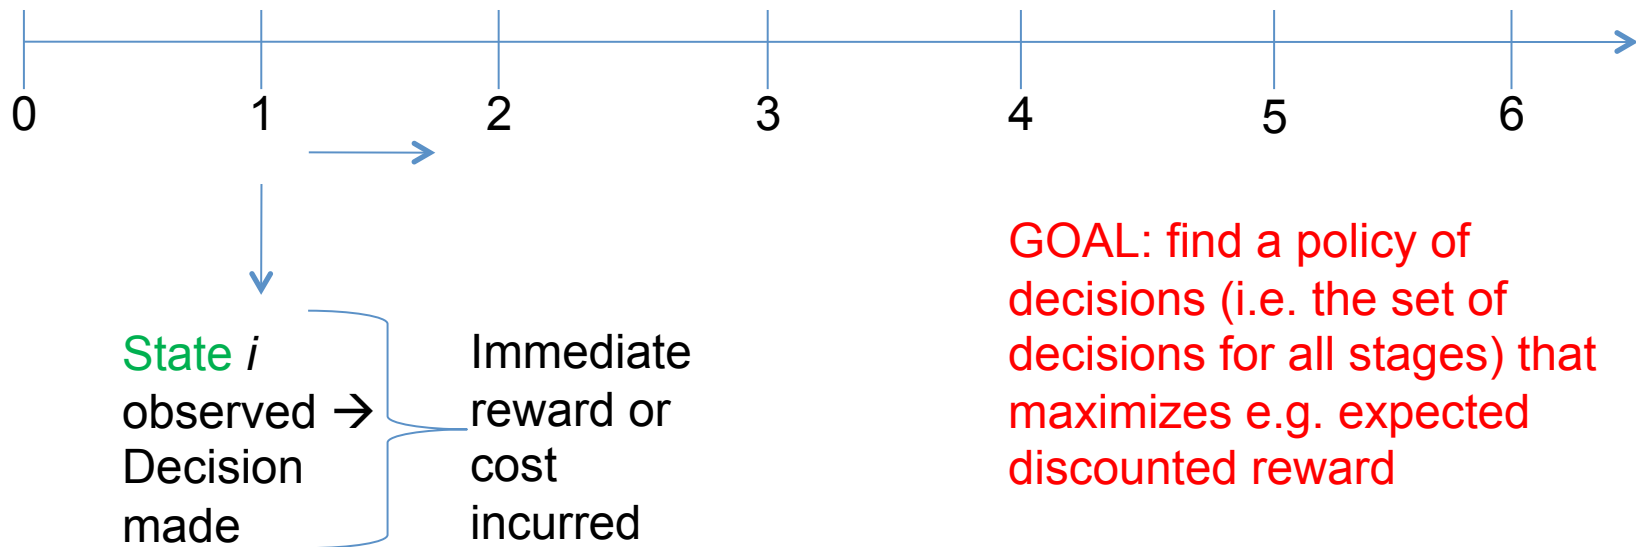 0 1 2 3 4 5 6
State i
observed →
Decision
made
Immediate
reward or
cost
incurred
GOAL: find a policy of
decisions (i.e. the set of
decisions for all stages) that
maximizes e.g. expected
discounted reward